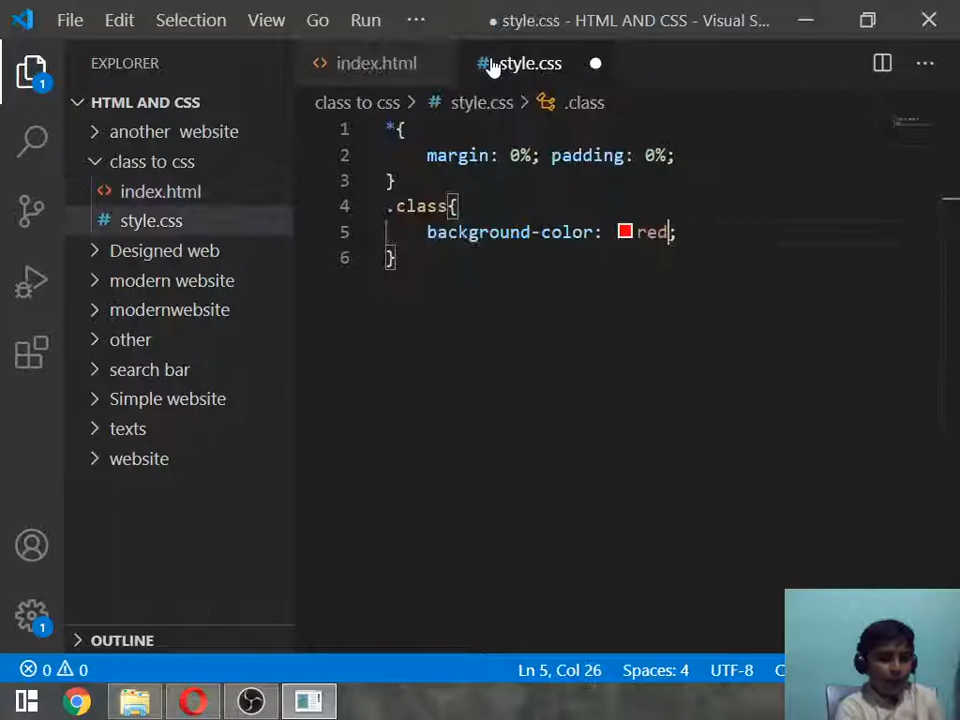 File Edit Selection View Go Run ··· ● style.css - HTML AND CSS - Visual S...
EXPLORER
index.html
# style.css
HTML AND CSS
another website
class to css
index.html
# style.css
Designed web
modern website
modernwebsite
other
search bar
Simple website
texts
website
OUTLINE
class to css > # style.css > .class
1 *{
2 margin: 0%; padding: 0%;
3 }
4 .class{
5 background-color: red;
6 }
1
1
0 0 Ln 5, Col 26 Spaces: 4 UTF-8 C